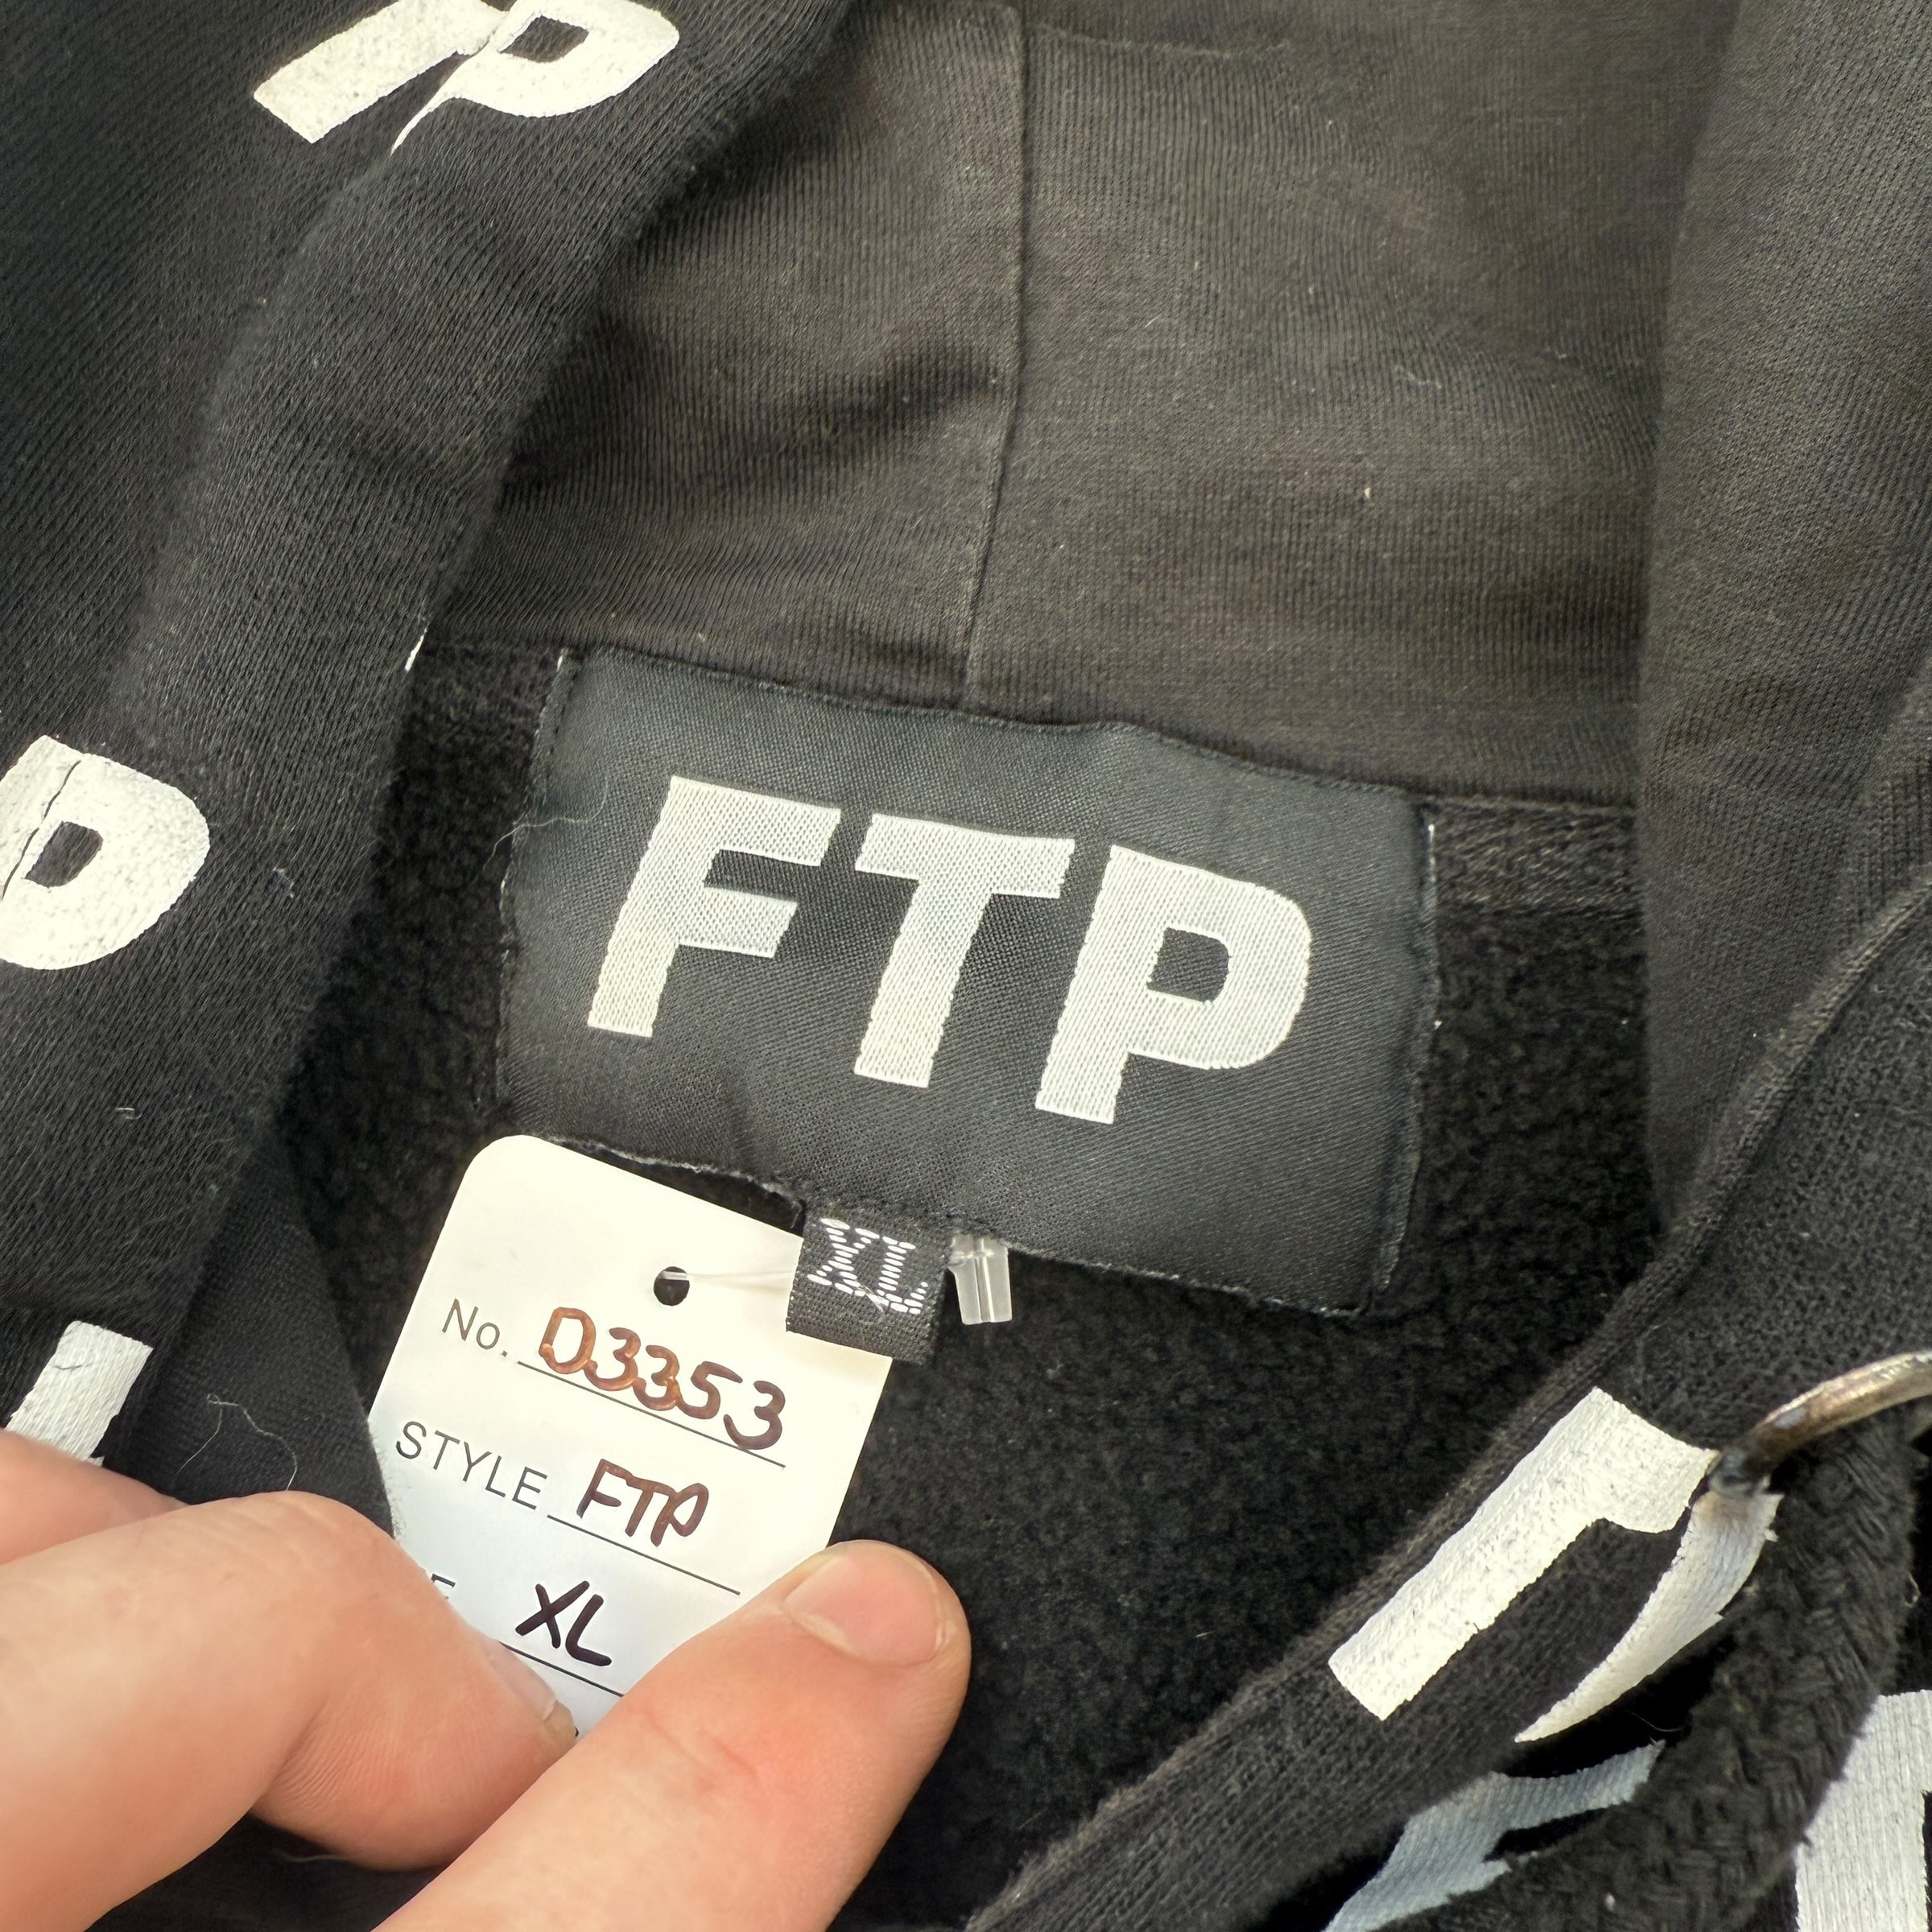 P
P
FTP
XL
No. D3353
STYLE FTP
E XL